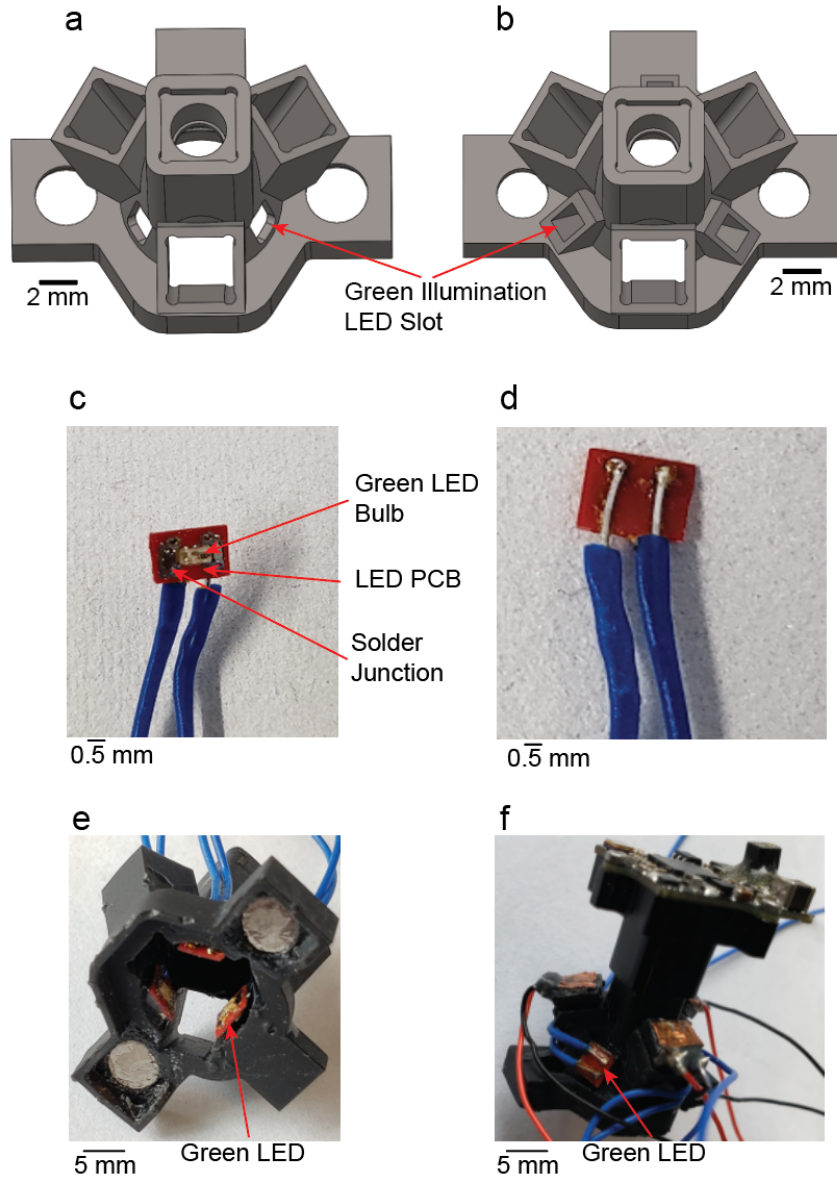 a
b
2 mm
Green Illumination
LED Slot
2 mm
c
d
Green LED
Bulb
LED PCB
Solder
Junction
0.5 mm
0.5 mm
e
f
Green LED
5 mm
Green LED
5 mm